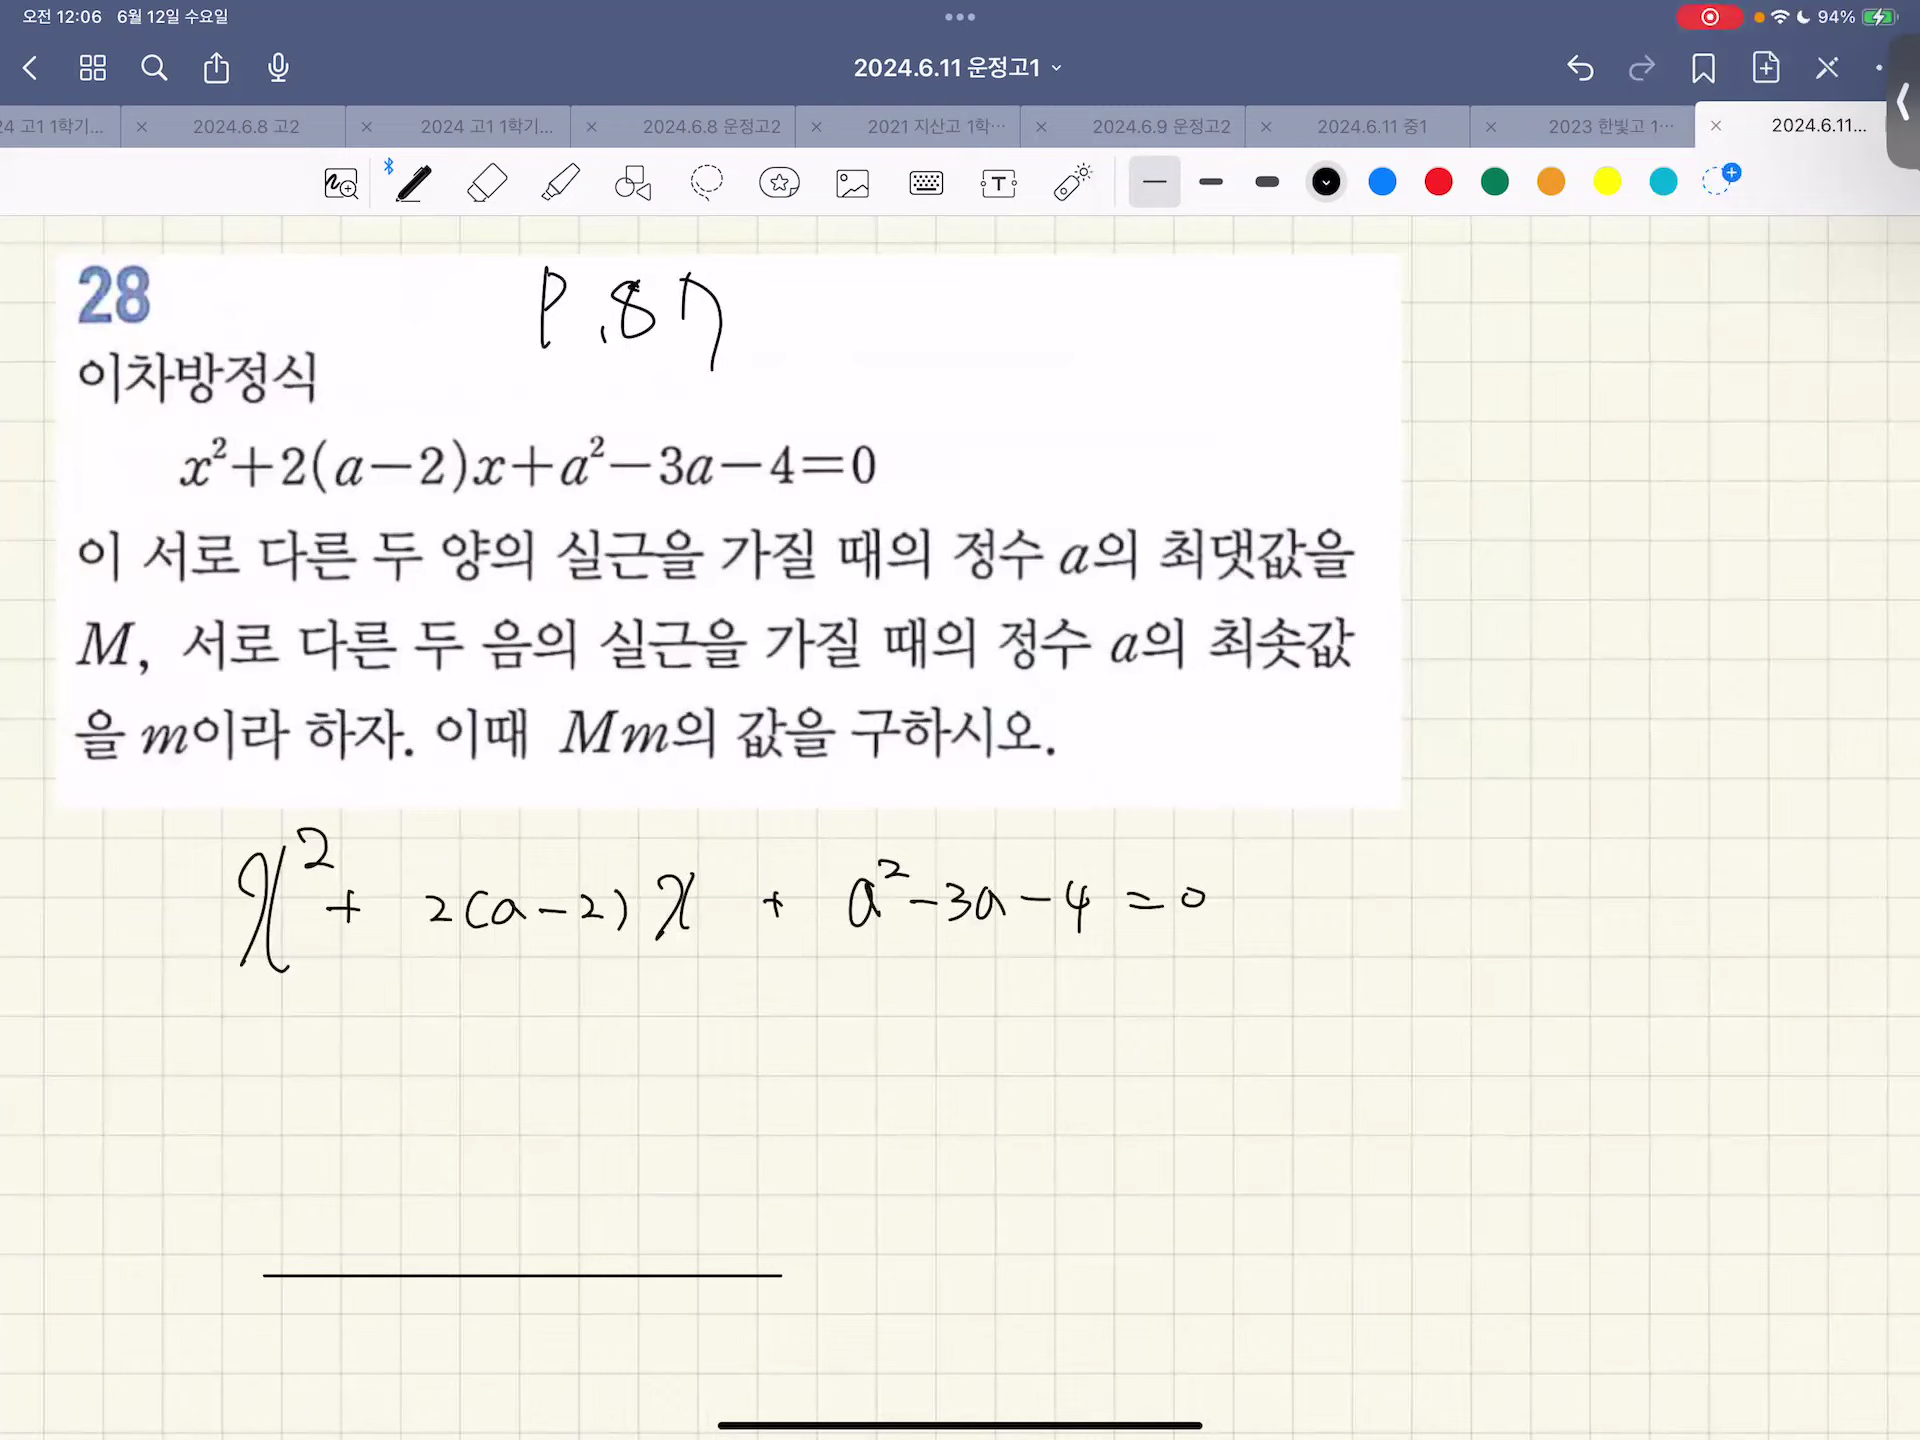 오전 12:06 6월 12일 수요일
94%
2024.6.11 운정고1
24 고1 1학기... 2024.6.8 고2 2024 고1 1학기... 2024.6.8 운정고2 2021 지산고 1학… 2024.6.9 운정고2 2024.6.11 중1 2023 한빛고 1… 2024.6.11...
28
P.87
이차방정식
x²+2(a−2)x+a²−3a−4=0
이 서로 다른 두 양의 실근을 가질 때의 정수 a의 최댓값을
M, 서로 다른 두 음의 실근을 가질 때의 정수 a의 최솟값
을 m이라 하자. 이때 Mm의 값을 구하시오.
x² + 2(a−2)x + a²−3a−4 = 0